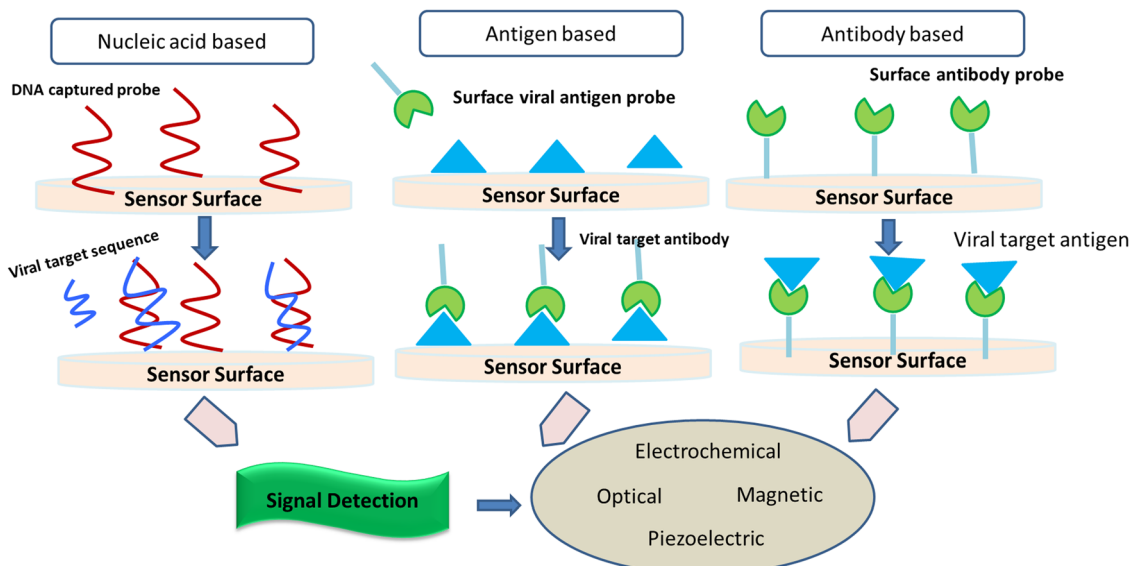 Nucleic acid based
Antigen based
Antibody based
DNA captured probe
Surface viral antigen probe
Surface antibody probe
Sensor Surface
Sensor Surface
Sensor Surface
Viral target sequence
Viral target antibody
Viral target antigen
Sensor Surface
Sensor Surface
Sensor Surface
Signal Detection
Electrochemical
Optical
Magnetic
Piezoelectric